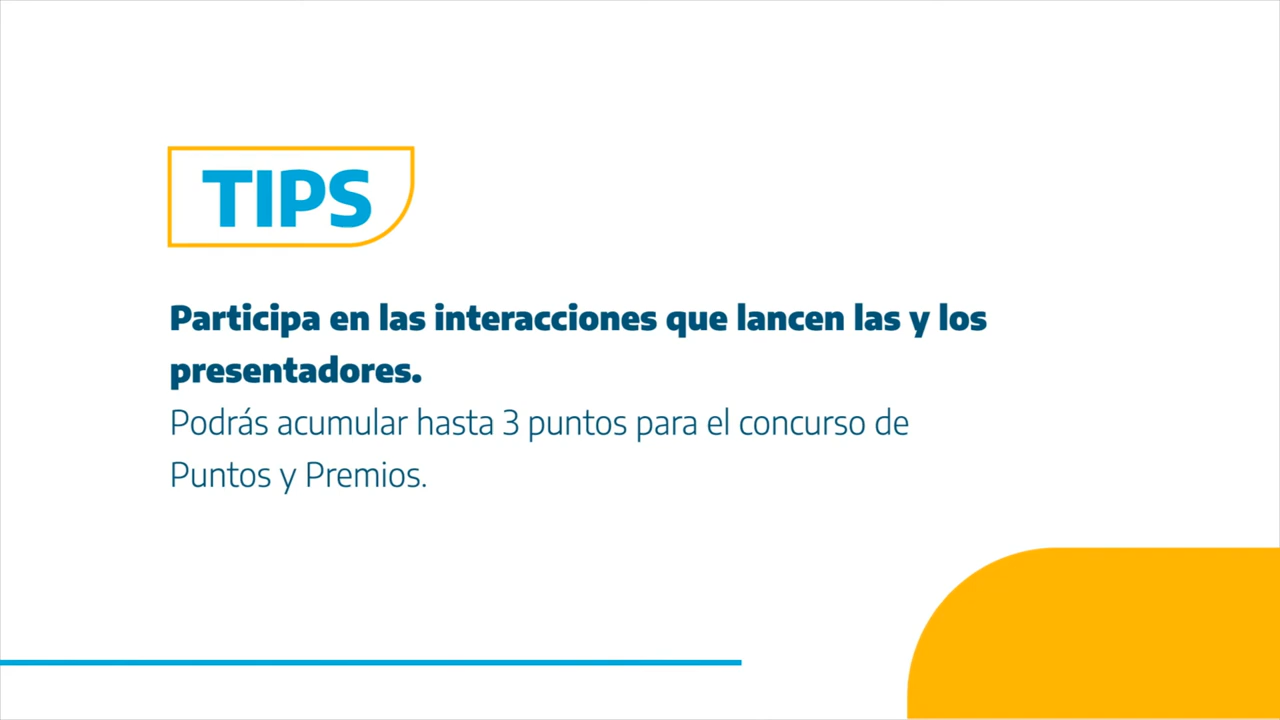 TIPS
Participa en las interacciones que lancen las y los
presentadores.
Podrás acumular hasta 3 puntos para el concurso de
Puntos y Premios.